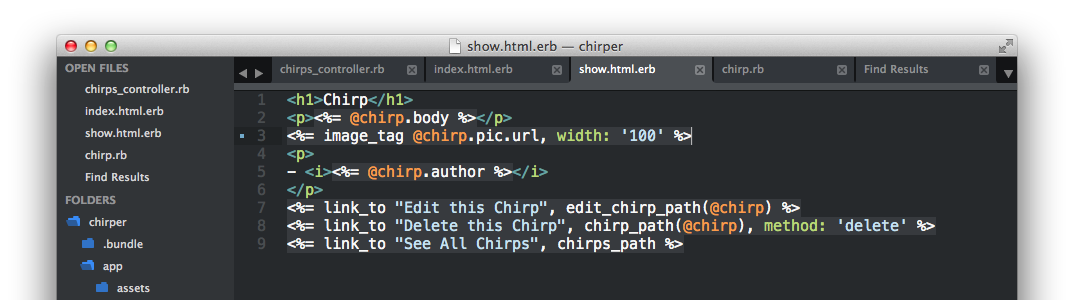 show.html.erb — chirper
OPEN FILES
chirps_controller.rb
index.html.erb
show.html.erb
chirp.rb
Find Results
FOLDERS
chirper
.bundle
app
assets
chirps_controller.rb index.html.erb show.html.erb chirp.rb Find Results
1 <h1>Chirp</h1>
2 <p><%= @chirp.body %></p>
3 <%= image_tag @chirp.pic.url, width: '100' %>
4 <p>
5 - <i><%= @chirp.author %></i>
6 </p>
7 <%= link_to "Edit this Chirp", edit_chirp_path(@chirp) %>
8 <%= link_to "Delete this Chirp", chirp_path(@chirp), method: 'delete' %>
9 <%= link_to "See All Chirps", chirps_path %>